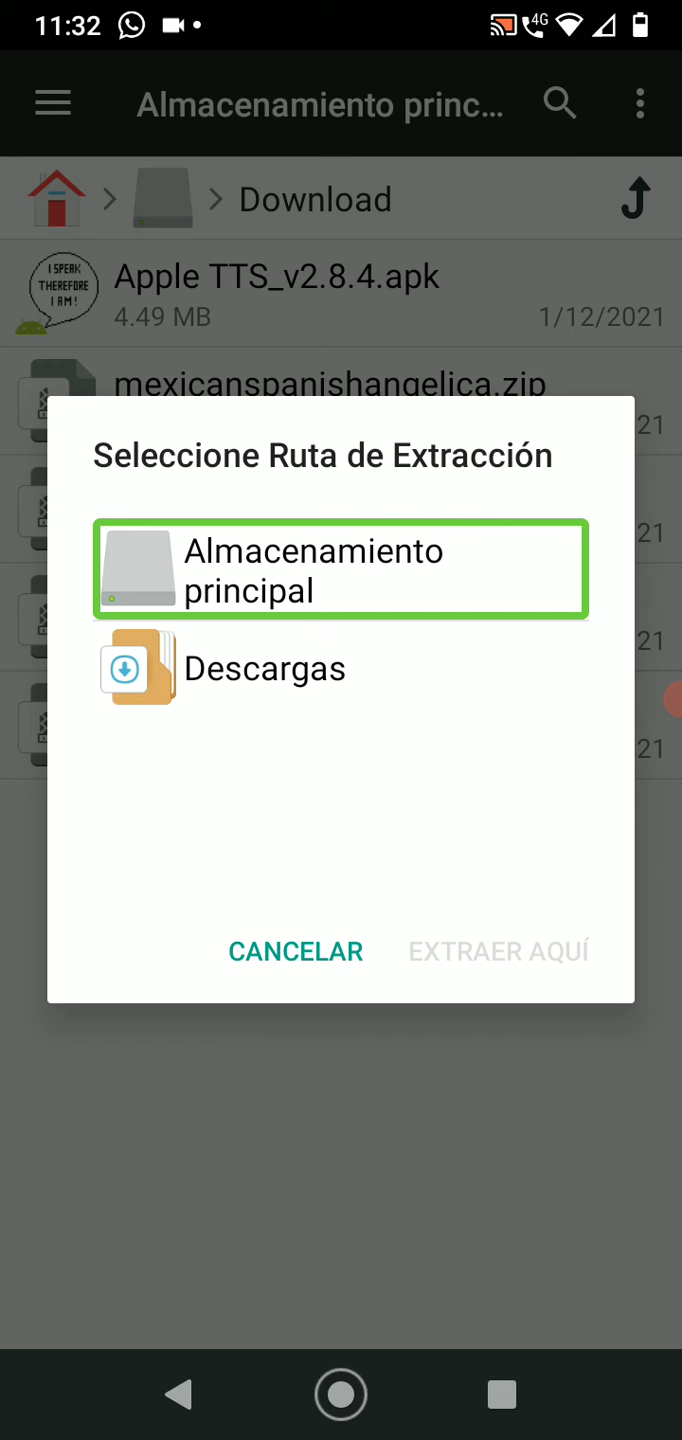 11:32
4G
Almacenamiento princ...
Download
I SPEAK
THEREFORE
I AM!
Apple TTS_v2.8.4.apk
4.49 MB
1/12/2021
mexicanspanishangelica.zip
21
Seleccione Ruta de Extracción
21
Almacenamiento
principal
21
Descargas
21
CANCELAR
EXTRAER AQUÍ